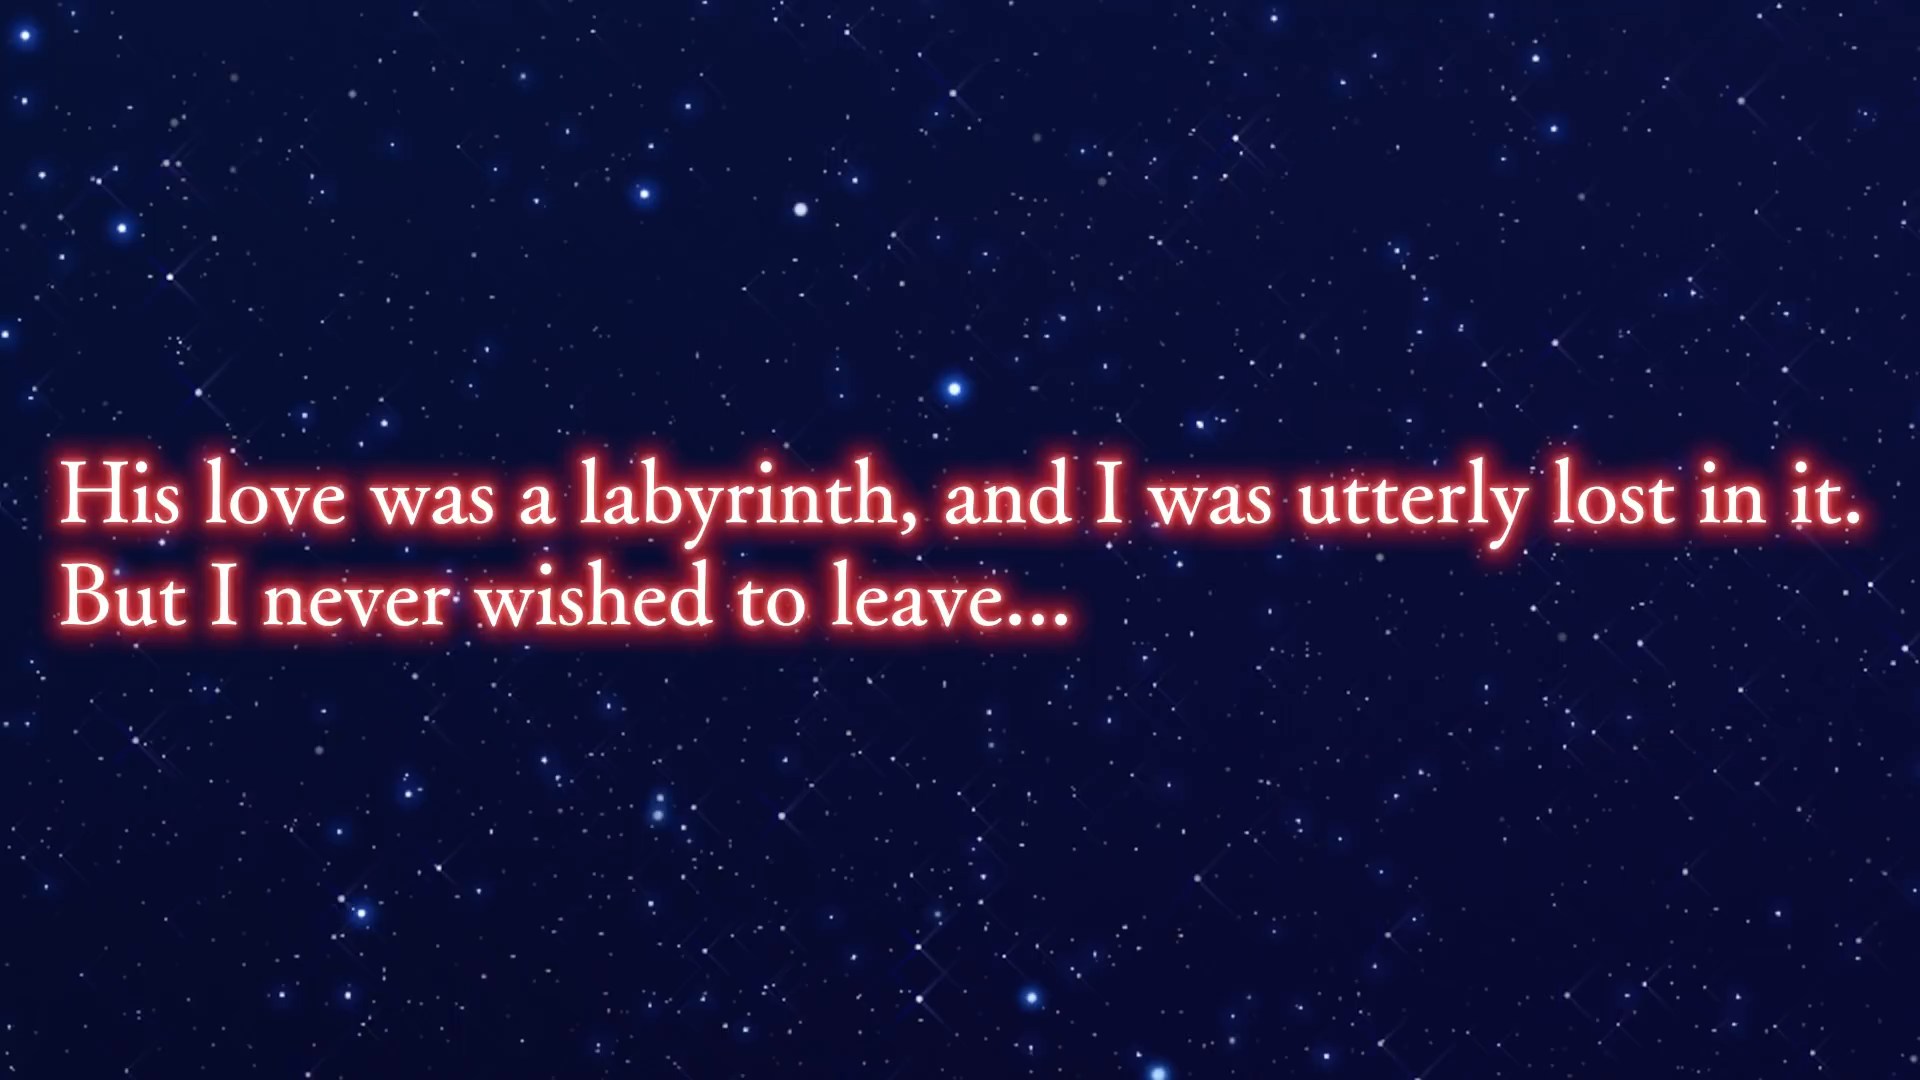 His love was a labyrinth, and I was utterly lost in it.
But I never wished to leave...